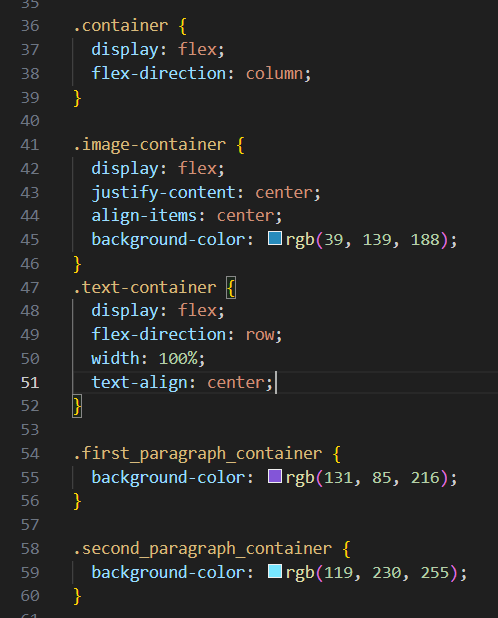 35
36 .container {
37 display: flex;
38 flex-direction: column;
39 }
40
41 .image-container {
42 display: flex;
43 justify-content: center;
44 align-items: center;
45 background-color: rgb(39, 139, 188);
46 }
47 .text-container {
48 display: flex;
49 flex-direction: row;
50 width: 100%;
51 text-align: center;
52 }
53
54 .first_paragraph_container {
55 background-color: rgb(131, 85, 216);
56 }
57
58 .second_paragraph_container {
59 background-color: rgb(119, 230, 255);
60 }
61